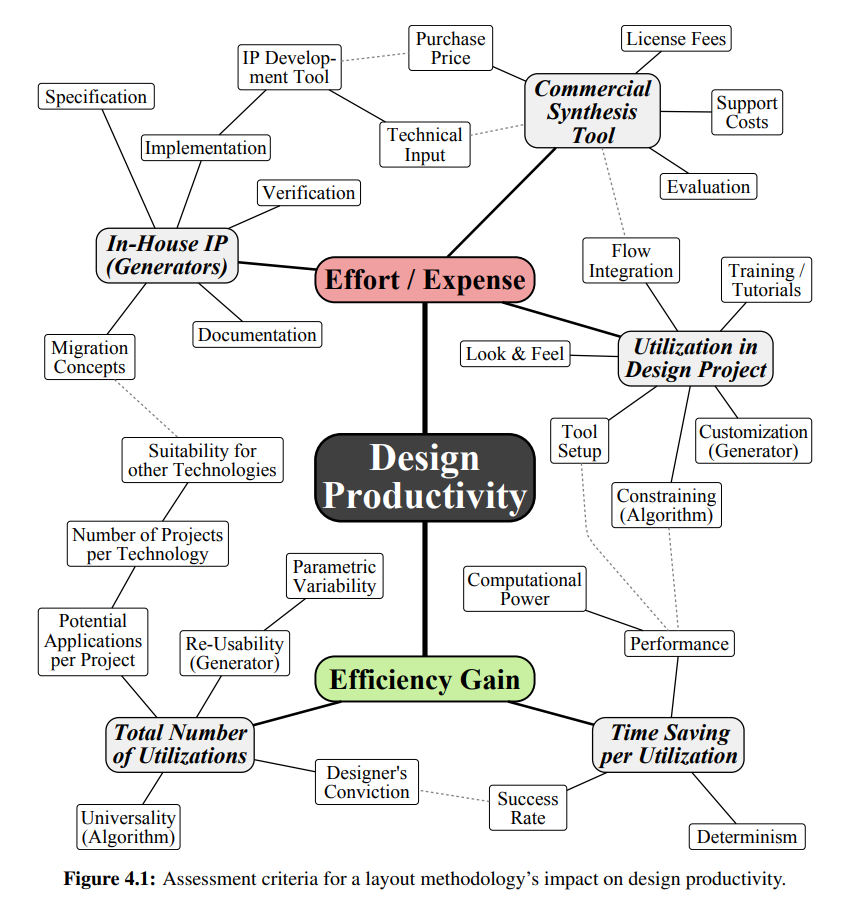 License Fees
Purchase
Price
IP Develop-
ment Tool
Commercial
Synthesis
Tool
Specification
Support
Costs
Technical
Input
Implementation
Evaluation
Verification
In-House IP
(Generators)
Flow
Integration
Training /
Tutorials
Effort / Expense
Documentation
Migration
Concepts
Look & Feel
Utilization in
Design Project
Suitability for
other Technologies
Tool
Setup
Customization
(Generator)
Design
Productivity
Constraining
(Algorithm)
Number of Projects
per Technology
Parametric
Variability
Computational
Power
Potential
Applications
per Project
Re-Usability
(Generator)
Performance
Efficiency Gain
Total Number
of Utilizations
Time Saving
per Utilization
Designer's
Conviction
Success
Rate
Universality
(Algorithm)
Determinism
Figure 4.1: Assessment criteria for a layout methodology's impact on design productivity.